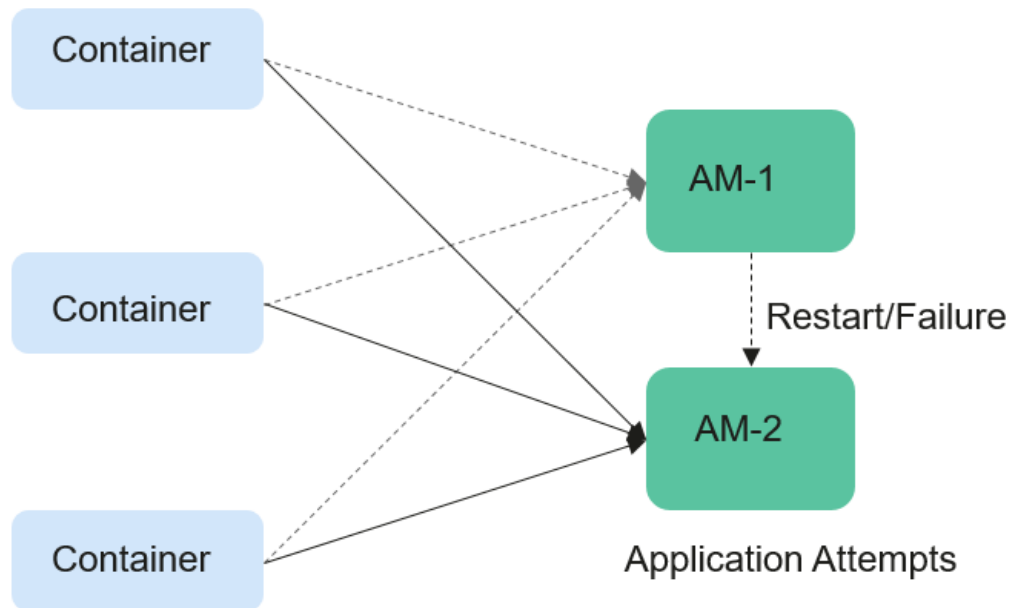 Container
AM-1
Container
Restart/Failure
AM-2
Container
Application Attempts